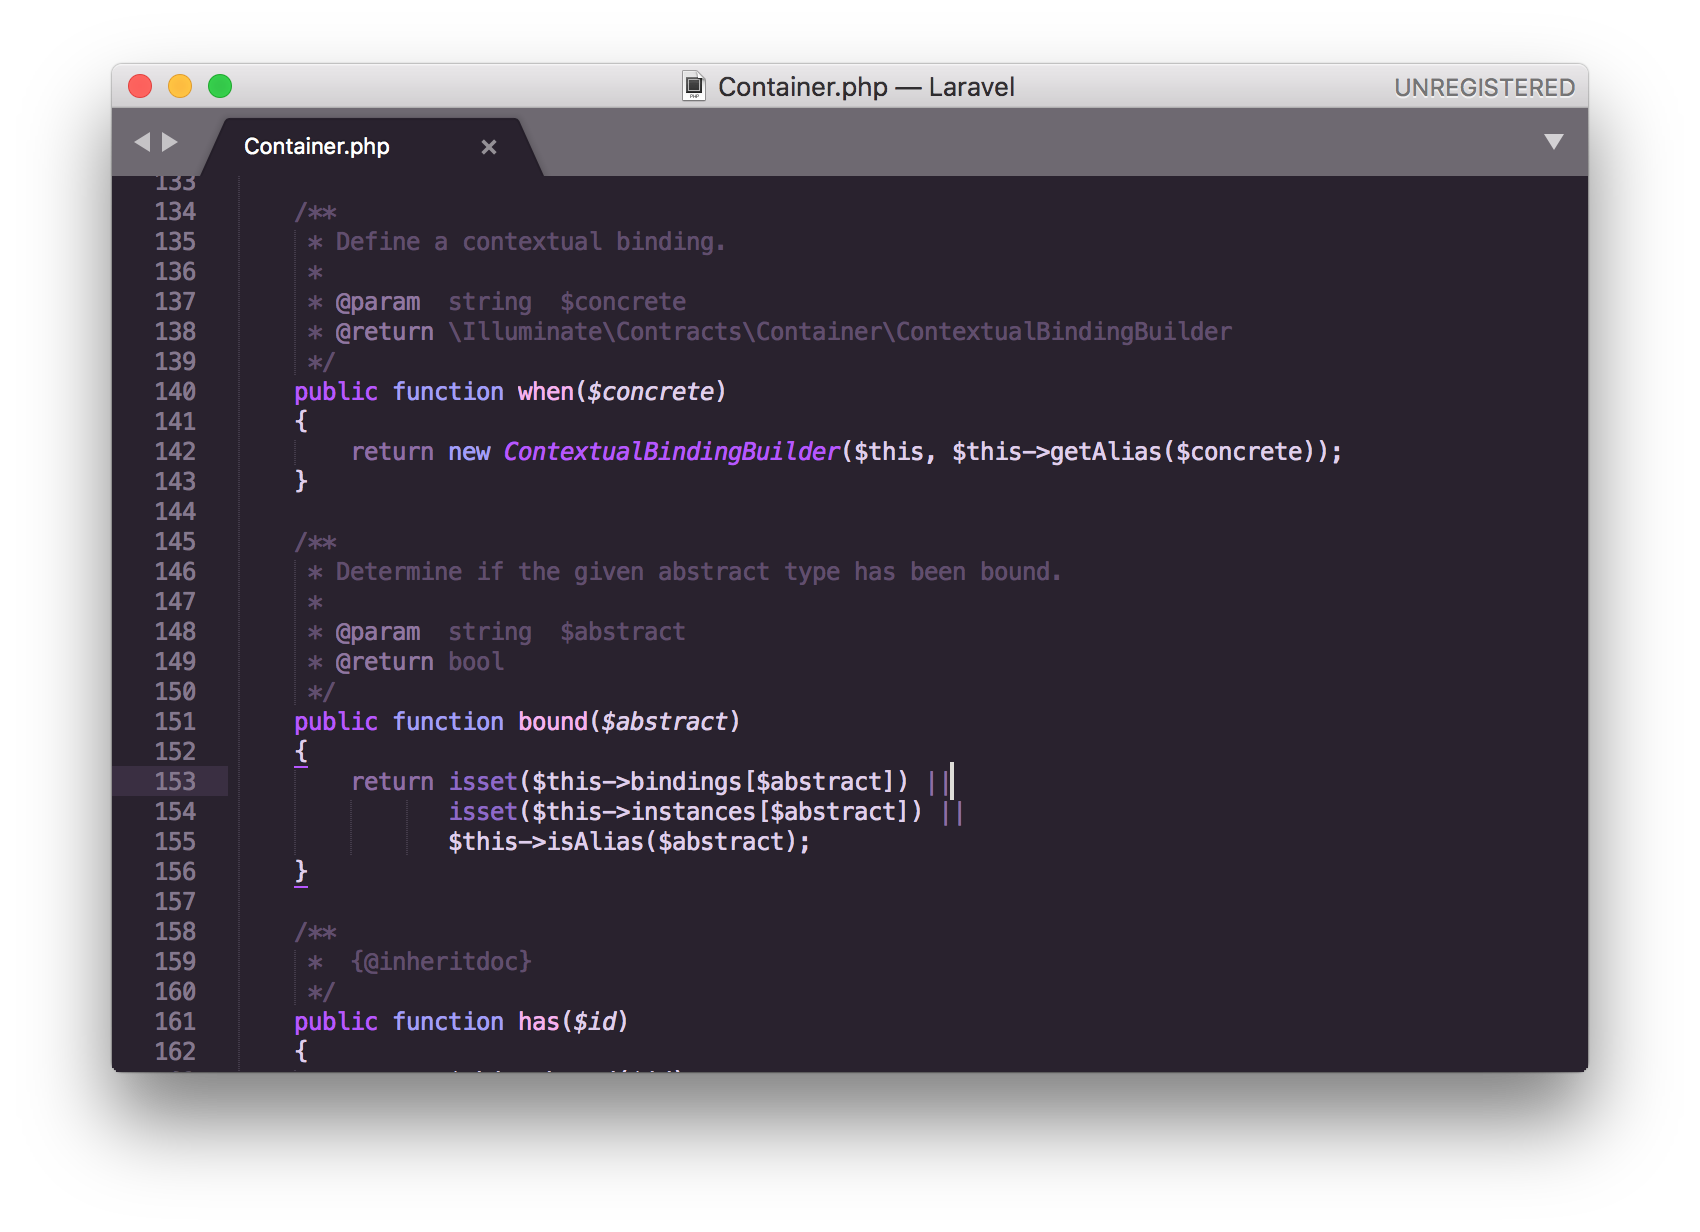 Container.php — Laravel
UNREGISTERED
Container.php
133
134 /**
135 * Define a contextual binding.
136 *
137 * @param  string  $concrete
138 * @return \Illuminate\Contracts\Container\ContextualBindingBuilder
139 */
140 public function when($concrete)
141 {
142 return new ContextualBindingBuilder($this, $this->getAlias($concrete));
143 }
144
145 /**
146 * Determine if the given abstract type has been bound.
147 *
148 * @param  string  $abstract
149 * @return bool
150 */
151 public function bound($abstract)
152 {
153 return isset($this->bindings[$abstract]) ||
154 isset($this->instances[$abstract]) ||
155 $this->isAlias($abstract);
156 }
157
158 /**
159 *  {@inheritdoc}
160 */
161 public function has($id)
162 {